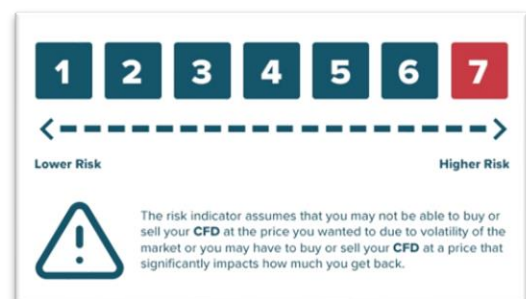 1 2 3 4 5 6 7
Lower Risk Higher Risk
The risk indicator assumes that you may not be able to buy or
sell your CFD at the price you wanted to due to volatility of the
market or you may have to buy or sell your CFD at a price that
significantly impacts how much you get back.